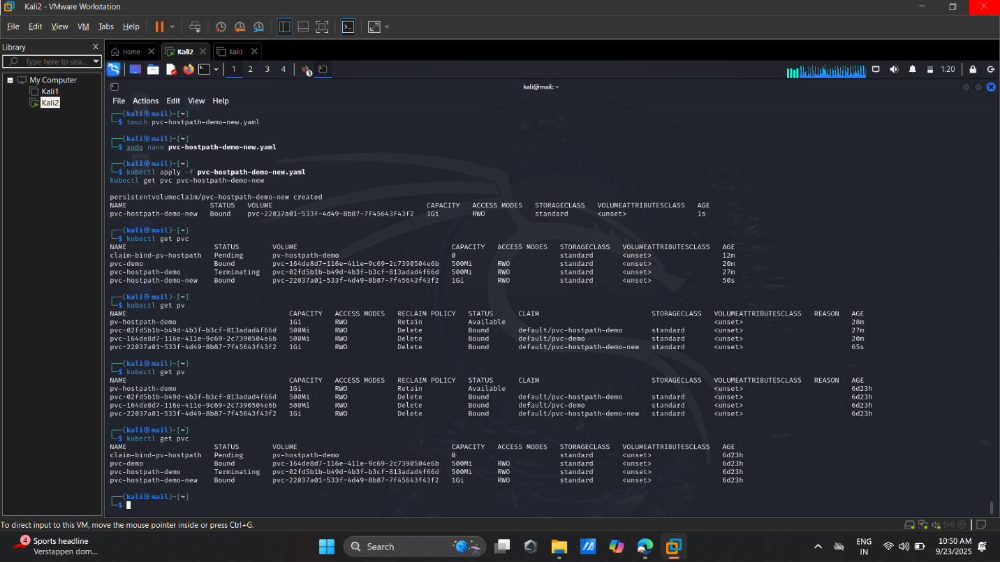 Kali2 - VMware Workstation
File Edit View VM Tabs Help
Library
Type here to sea...
My Computer
Kali1
Kali2
Home Kali2 Kali1
1 2 3 4 3 1:20
kali@mail: ~
File Actions Edit View Help
┌──(kali㉿mail)-[~]
└─$ touch pvc-hostpath-demo-new.yaml
┌──(kali㉿mail)-[~]
└─$ sudo nano pvc-hostpath-demo-new.yaml
┌──(kali㉿mail)-[~]
└─$ kubectl apply -f pvc-hostpath-demo-new.yaml
kubectl get pvc pvc-hostpath-demo-new
persistentvolumeclaim/pvc-hostpath-demo-new created
NAME STATUS VOLUME CAPACITY ACCESS MODES STORAGECLASS VOLUMEATTRIBUTESCLASS AGE
pvc-hostpath-demo-new Bound pvc-22037a01-533f-4d49-8b87-7f45643f43f2 1Gi RWO standard <unset> 1s
┌──(kali㉿mail)-[~]
└─$ kubectl get pvc
NAME STATUS VOLUME CAPACITY ACCESS MODES STORAGECLASS VOLUMEATTRIBUTESCLASS AGE
claim-bind-pv-hostpath Pending pv-hostpath-demo 0 standard <unset> 12m
pvc-demo Bound pvc-164de8d7-116e-411e-9c69-2c7390504e6b 500Mi RWO standard <unset> 20m
pvc-hostpath-demo Terminating pvc-02fd5b1b-b49d-4b3f-b3cf-813adad4f66d 500Mi RWO standard <unset> 27m
pvc-hostpath-demo-new Bound pvc-22037a01-533f-4d49-8b87-7f45643f43f2 1Gi RWO standard <unset> 50s
┌──(kali㉿mail)-[~]
└─$ kubectl get pv
NAME CAPACITY ACCESS MODES RECLAIM POLICY STATUS CLAIM STORAGECLASS VOLUMEATTRIBUTESCLASS REASON AGE
pv-hostpath-demo 1Gi RWO Retain Available <unset> 28m
pvc-02fd5b1b-b49d-4b3f-b3cf-813adad4f66d 500Mi RWO Delete Bound default/pvc-hostpath-demo standard <unset> 27m
pvc-164de8d7-116e-411e-9c69-2c7390504e6b 500Mi RWO Delete Bound default/pvc-demo standard <unset> 20m
pvc-22037a01-533f-4d49-8b87-7f45643f43f2 1Gi RWO Delete Bound default/pvc-hostpath-demo-new standard <unset> 65s
┌──(kali㉿mail)-[~]
└─$ kubectl get pv
NAME CAPACITY ACCESS MODES RECLAIM POLICY STATUS CLAIM STORAGECLASS VOLUMEATTRIBUTESCLASS REASON AGE
pv-hostpath-demo 1Gi RWO Retain Available <unset> 6d23h
pvc-02fd5b1b-b49d-4b3f-b3cf-813adad4f66d 500Mi RWO Delete Bound default/pvc-hostpath-demo standard <unset> 6d23h
pvc-164de8d7-116e-411e-9c69-2c7390504e6b 500Mi RWO Delete Bound default/pvc-demo standard <unset> 6d23h
pvc-22037a01-533f-4d49-8b87-7f45643f43f2 1Gi RWO Delete Bound default/pvc-hostpath-demo-new standard <unset> 6d23h
┌──(kali㉿mail)-[~]
└─$ kubectl get pvc
NAME STATUS VOLUME CAPACITY ACCESS MODES STORAGECLASS VOLUMEATTRIBUTESCLASS AGE
claim-bind-pv-hostpath Pending pv-hostpath-demo 0 standard <unset> 6d23h
pvc-demo Bound pvc-164de8d7-116e-411e-9c69-2c7390504e6b 500Mi RWO standard <unset> 6d23h
pvc-hostpath-demo Terminating pvc-02fd5b1b-b49d-4b3f-b3cf-813adad4f66d 500Mi RWO standard <unset> 6d23h
pvc-hostpath-demo-new Bound pvc-22037a01-533f-4d49-8b87-7f45643f43f2 1Gi RWO standard <unset> 6d23h
┌──(kali㉿mail)-[~]
└─$
To direct input to this VM, move the mouse pointer inside or press Ctrl+G.
4 Sports headline
Verstappen dom...
Search
ENG
IN
10:50 AM
9/23/2025